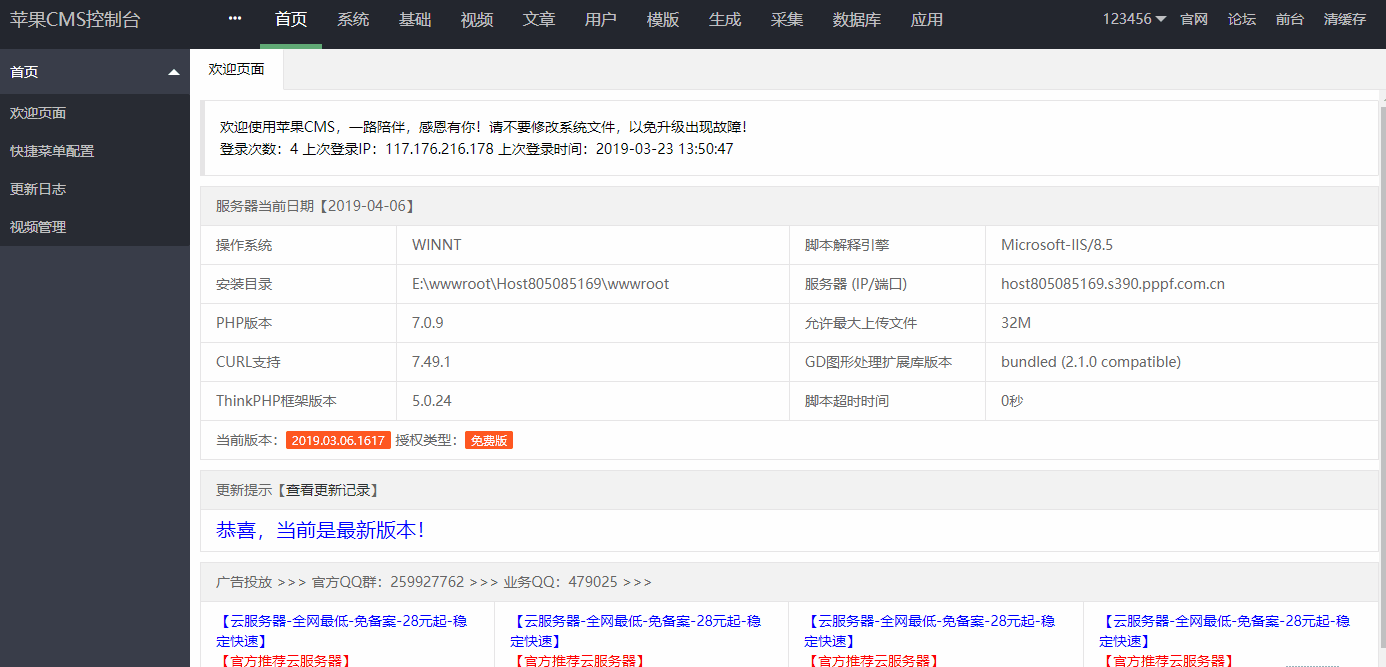 苹果CMS控制台 ••• 首页 系统 基础 视频 文章 用户 模版 生成 采集 数据库 应用 123456 官网 论坛 前台 清缓存
首页
欢迎页面
快捷菜单配置
更新日志
视频管理
欢迎页面
欢迎使用苹果CMS，一路陪伴，感恩有你！请不要修改系统文件，以免升级出现故障！
登录次数：4 上次登录IP：117.176.216.178 上次登录时间：2019-03-23 13:50:47
服务器当前日期【2019-04-06】
操作系统 WINNT 脚本解释引擎 Microsoft-IIS/8.5
安装目录 E:\wwwroot\Host805085169\wwwroot 服务器 (IP/端口) host805085169.s390.pppf.com.cn
PHP版本 7.0.9 允许最大上传文件 32M
CURL支持 7.49.1 GD图形处理扩展库版本 bundled (2.1.0 compatible)
ThinkPHP框架版本 5.0.24 脚本超时时间 0秒
当前版本： 2019.03.06.1617 授权类型： 免费版
更新提示【查看更新记录】
恭喜，当前是最新版本！
广告投放 >>> 官方QQ群：259927762 >>> 业务QQ：479025 >>>
【云服务器-全网最低-免备案-28元起-稳
定快速】
【官方推荐云服务器】
【云服务器-全网最低-免备案-28元起-稳
定快速】
【官方推荐云服务器】
【云服务器-全网最低-免备案-28元起-稳
定快速】
【官方推荐云服务器】
【云服务器-全网最低-免备案-28元起-稳
定快速】
【官方推荐云服务器】